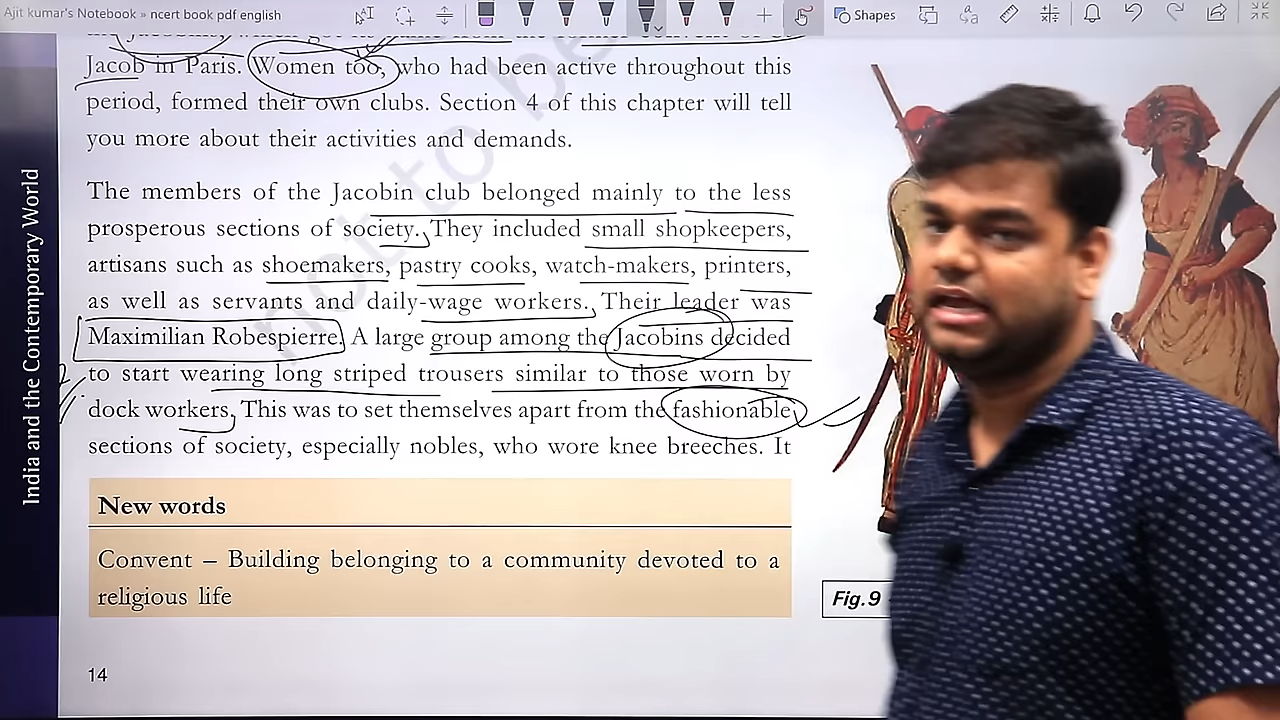 Ajit kumar's Notebook » ncert book pdf english
Shapes
Jacob in Paris. Women too, who had been active throughout this
period, formed their own clubs. Section 4 of this chapter will tell
you more about their activities and demands.
The members of the Jacobin club belonged mainly to the less
prosperous sections of society. They included small shopkeepers,
artisans such as shoemakers, pastry cooks, watch-makers, printers,
as well as servants and daily-wage workers. Their leader was
Maximilian Robespierre. A large group among the Jacobins decided
to start wearing long striped trousers similar to those worn by
dock workers. This was to set themselves apart from the fashionable
sections of society, especially nobles, who wore knee breeches. It
New words
Convent – Building belonging to a community devoted to a
religious life
14
India and the Contemporary World
Fig.9
not to be